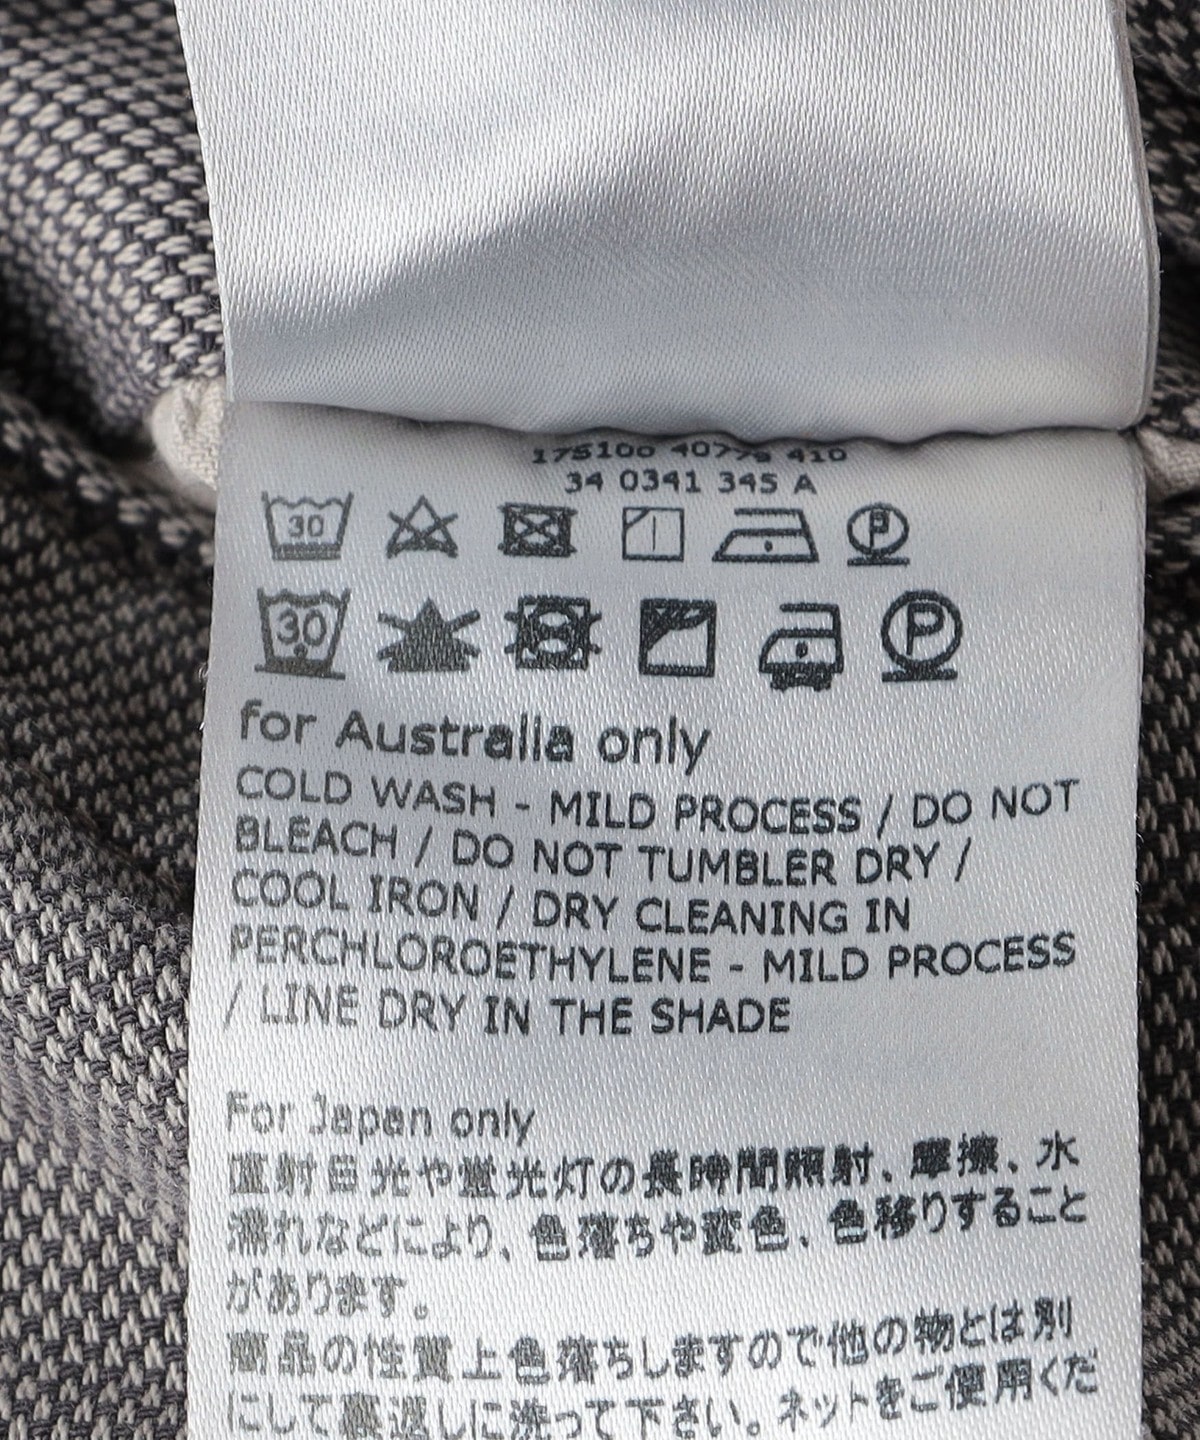 175100 40779 410
34 0341 345 A
30 P
30 P
for Australia only
COLD WASH - MILD PROCESS / DO NOT
BLEACH / DO NOT TUMBLER DRY /
COOL IRON / DRY CLEANING IN
PERCHLOROETHYLENE - MILD PROCESS
/ LINE DRY IN THE SHADE
For Japan only
直射日光や蛍光灯の長時間照射、摩擦、水
濡れなどにより、色落ちや変色、色移りすること
があります。
商品の性質上色落ちしますので他の物とは別
にして裏返しに洗って下さい。ネットをご使用くだ